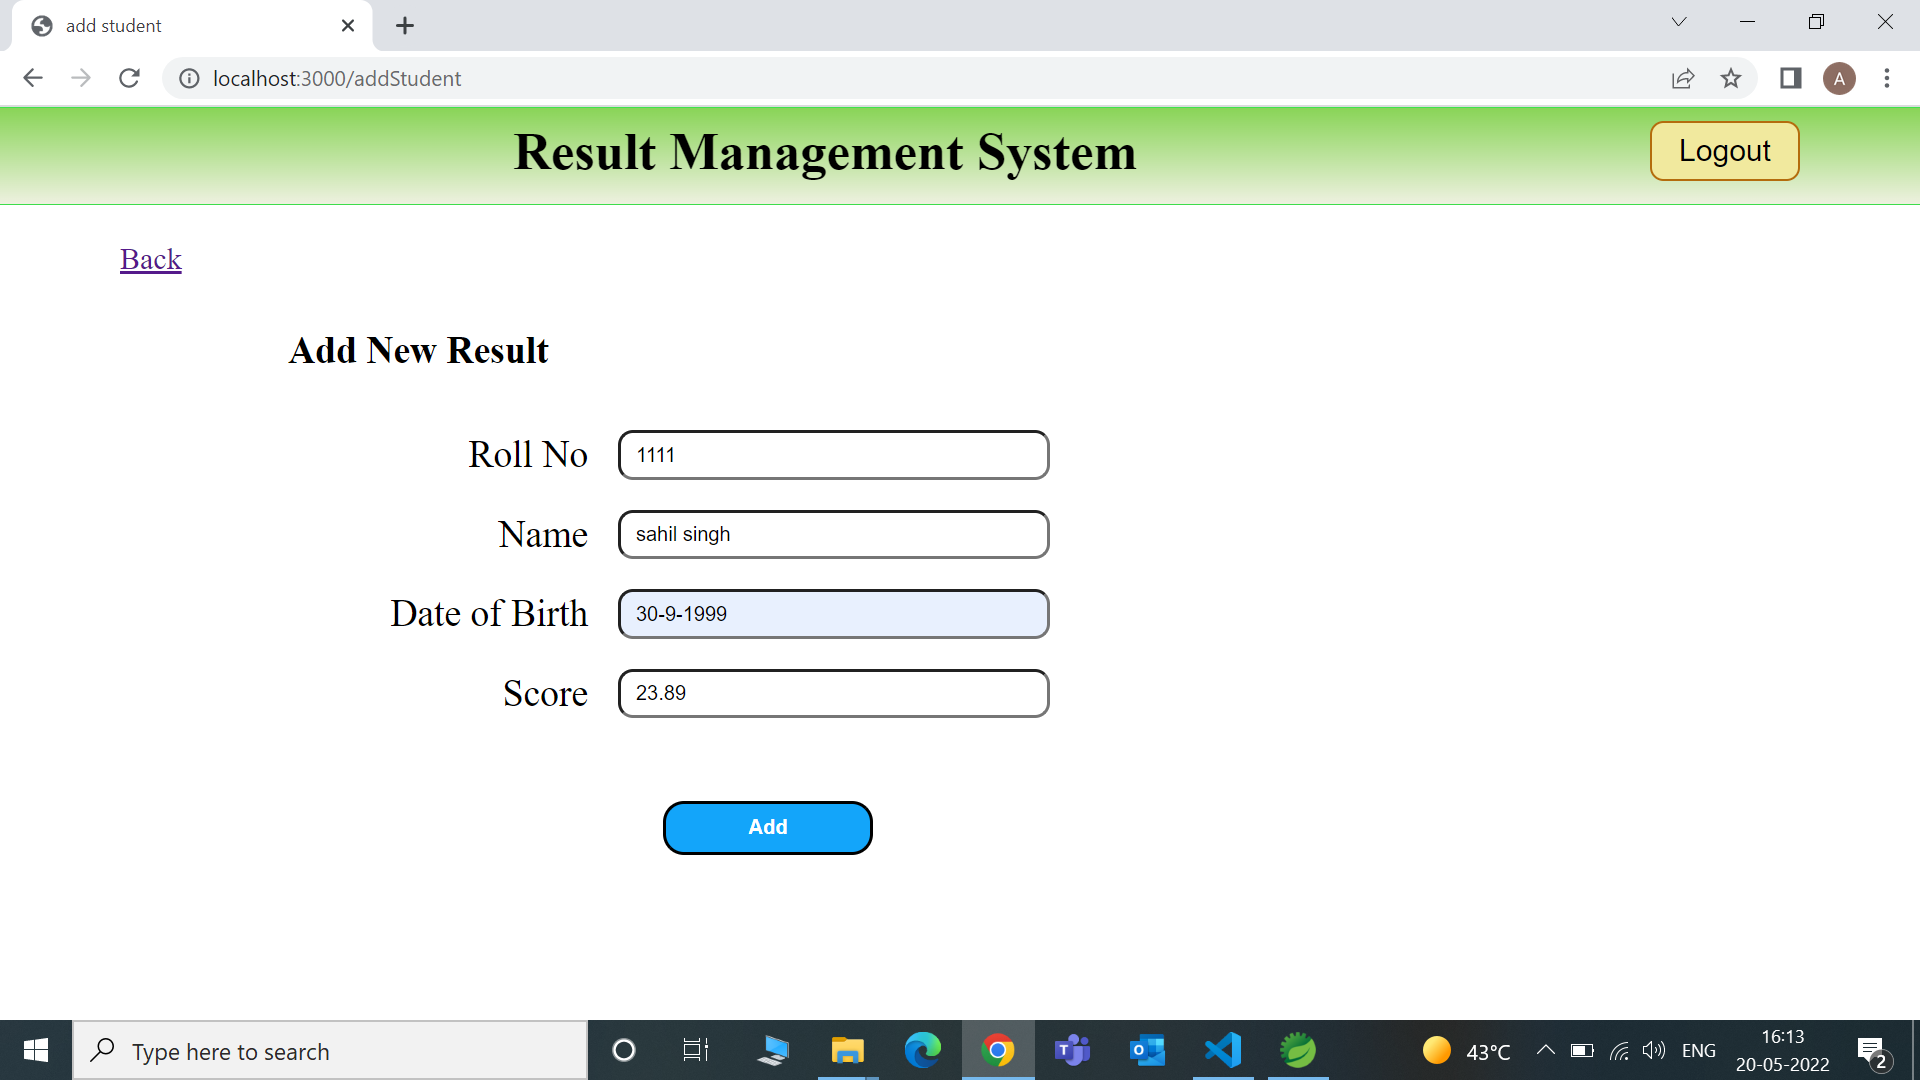 add student
localhost:3000/addStudent
A
Result Management System
Logout
Back
Add New Result
Roll No
1111
Name
sahil singh
Date of Birth
30-9-1999
Score
23.89
Add
Type here to search
43°C
ENG
16:13
20-05-2022
2